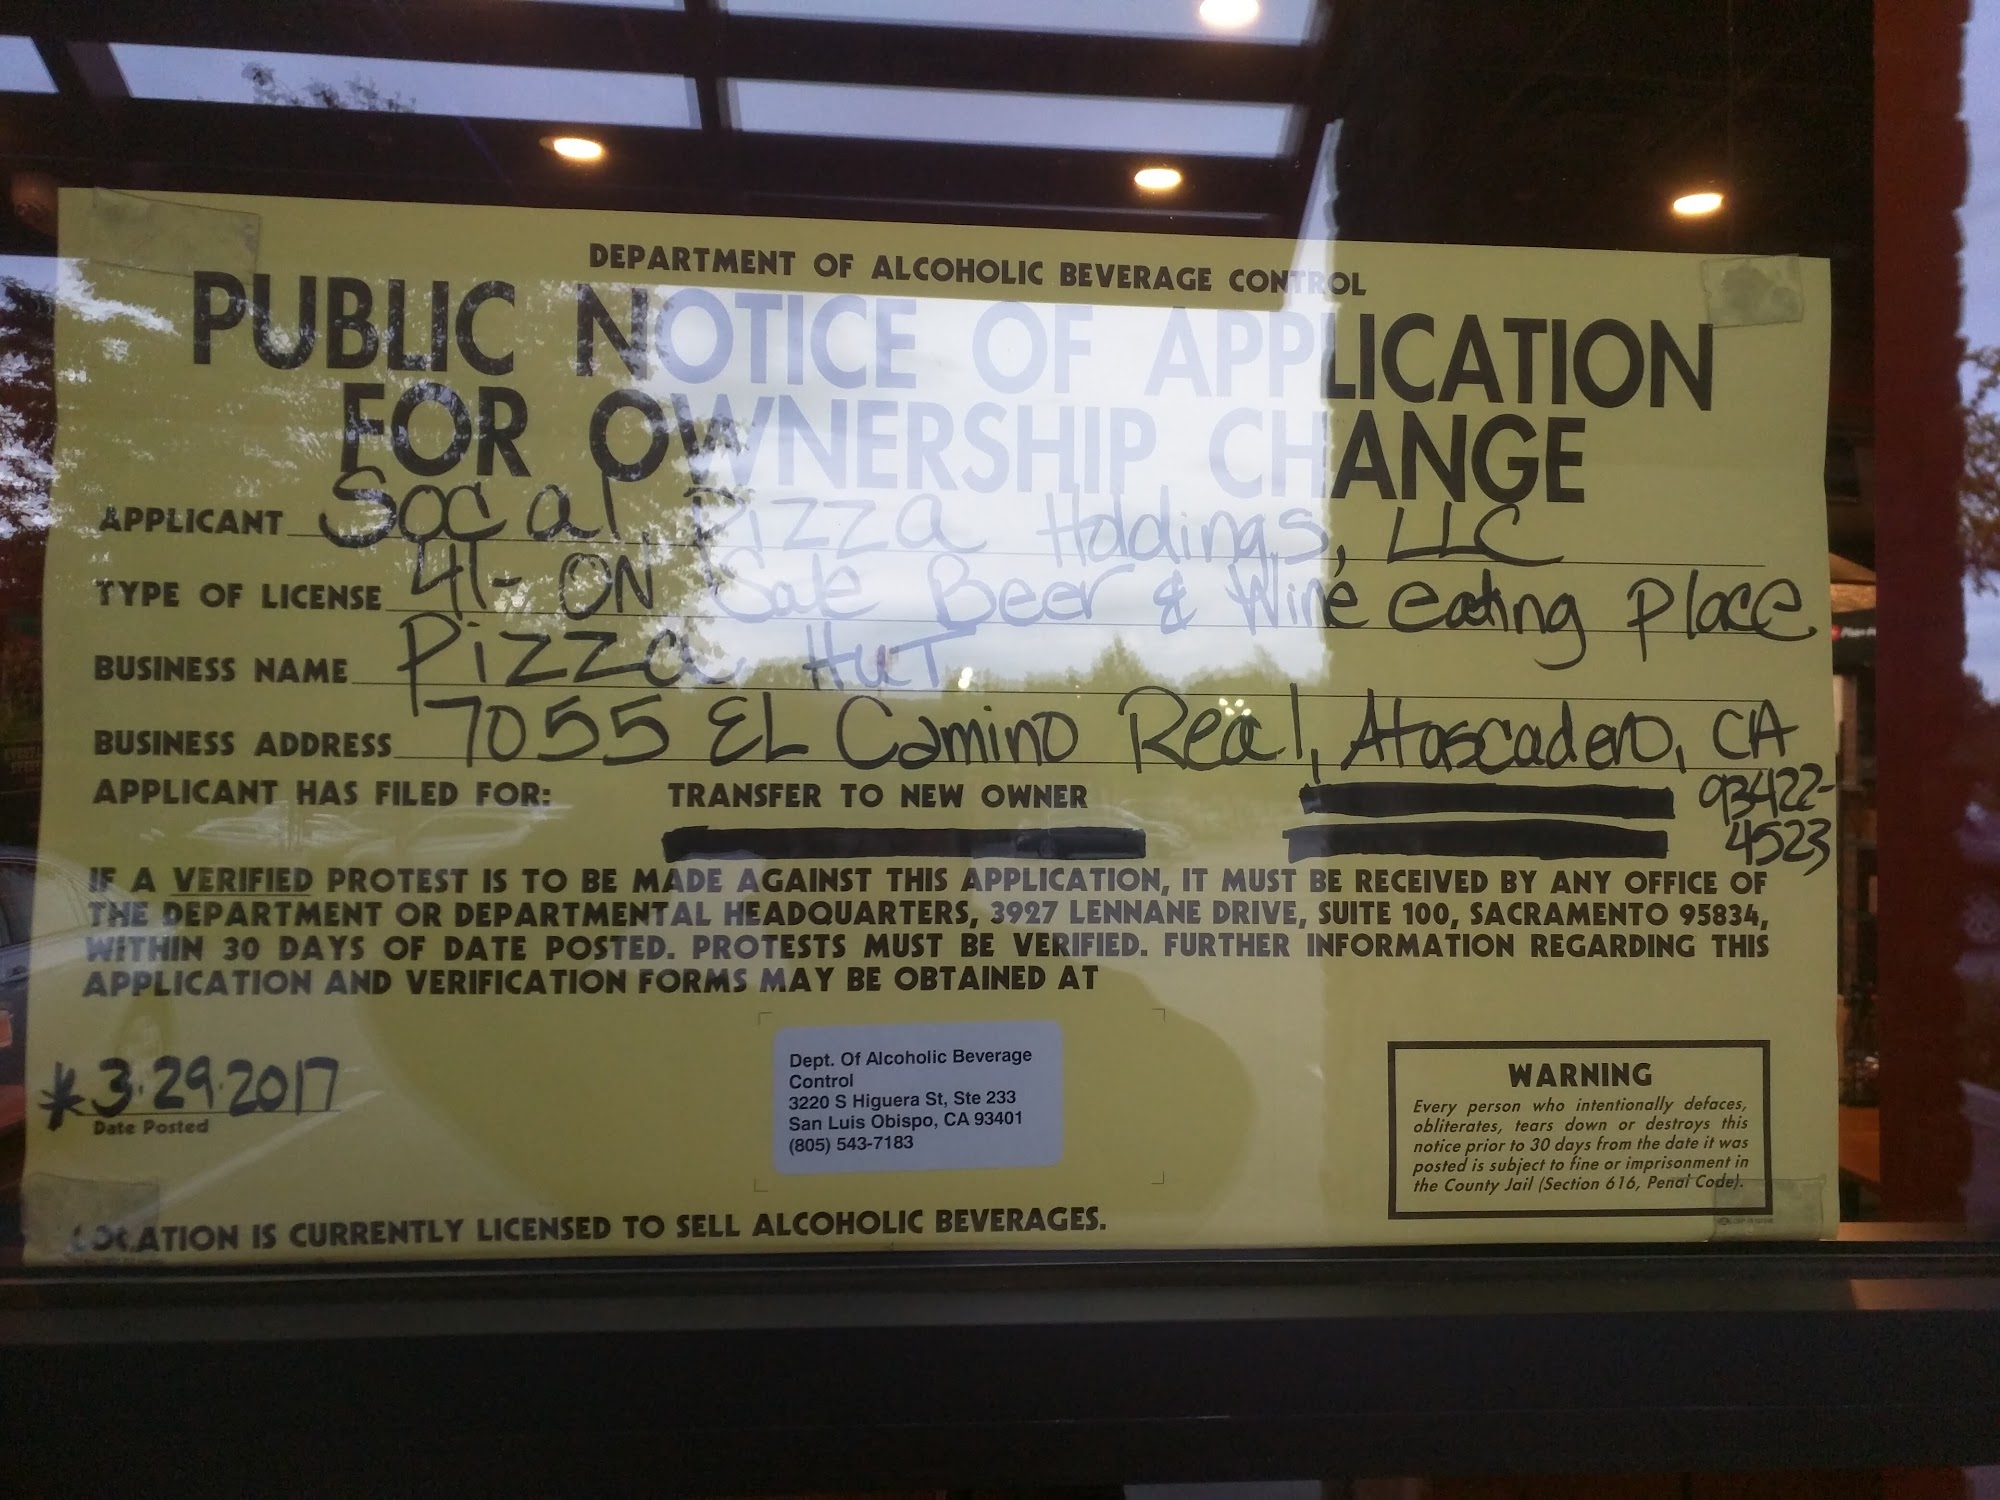 DEPARTMENT OF ALCOHOLIC BEVERAGE CONTROL
PUBLIC NOTICE OF APPLICATION
FOR OWNERSHIP CHANGE
APPLICANT Socal Pizza Holdings, LLC
TYPE OF LICENSE 41- ON Sale Beer & Wine eating place
BUSINESS NAME Pizza Hut
BUSINESS ADDRESS 7055 EL Camino Real, Atascadero, CA
93422-
4523
APPLICANT HAS FILED FOR: TRANSFER TO NEW OWNER
IF A VERIFIED PROTEST IS TO BE MADE AGAINST THIS APPLICATION, IT MUST BE RECEIVED BY ANY OFFICE OF
THE DEPARTMENT OR DEPARTMENTAL HEADQUARTERS, 3927 LENNANE DRIVE, SUITE 100, SACRAMENTO 95834,
WITHIN 30 DAYS OF DATE POSTED. PROTESTS MUST BE VERIFIED. FURTHER INFORMATION REGARDING THIS
APPLICATION AND VERIFICATION FORMS MAY BE OBTAINED AT
* 3.29.2017
Date Posted
Dept. Of Alcoholic Beverage
Control
3220 S Higuera St, Ste 233
San Luis Obispo, CA 93401
(805) 543-7183
WARNING
Every person who intentionally defaces,
obliterates, tears down or destroys this
notice prior to 30 days from the date it was
posted is subject to fine or imprisonment in
the County Jail (Section 616, Penal Code).
LOCATION IS CURRENTLY LICENSED TO SELL ALCOHOLIC BEVERAGES.